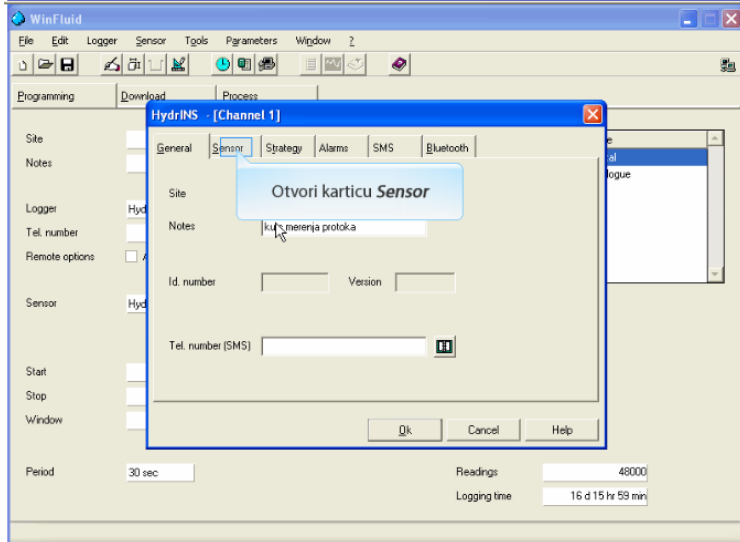 WinFluid
File Edit Logger Sensor Tools Parameters Window ?
Programming Download Process
HydrINS - [Channel 1]
General Sensor Strategy Alarms SMS Bluetooth
Otvori karticu Sensor
Site
Notes
Logger Hyd
Tel. number
Remote options
Sensor Hyd
Start
Stop
Window
Period 30 sec
Site
Notes merenja protoka
Id. number Version
Tel. number (SMS)
Ok Cancel Help
Readings 48000
Logging time 16 d 15 hr 59 min